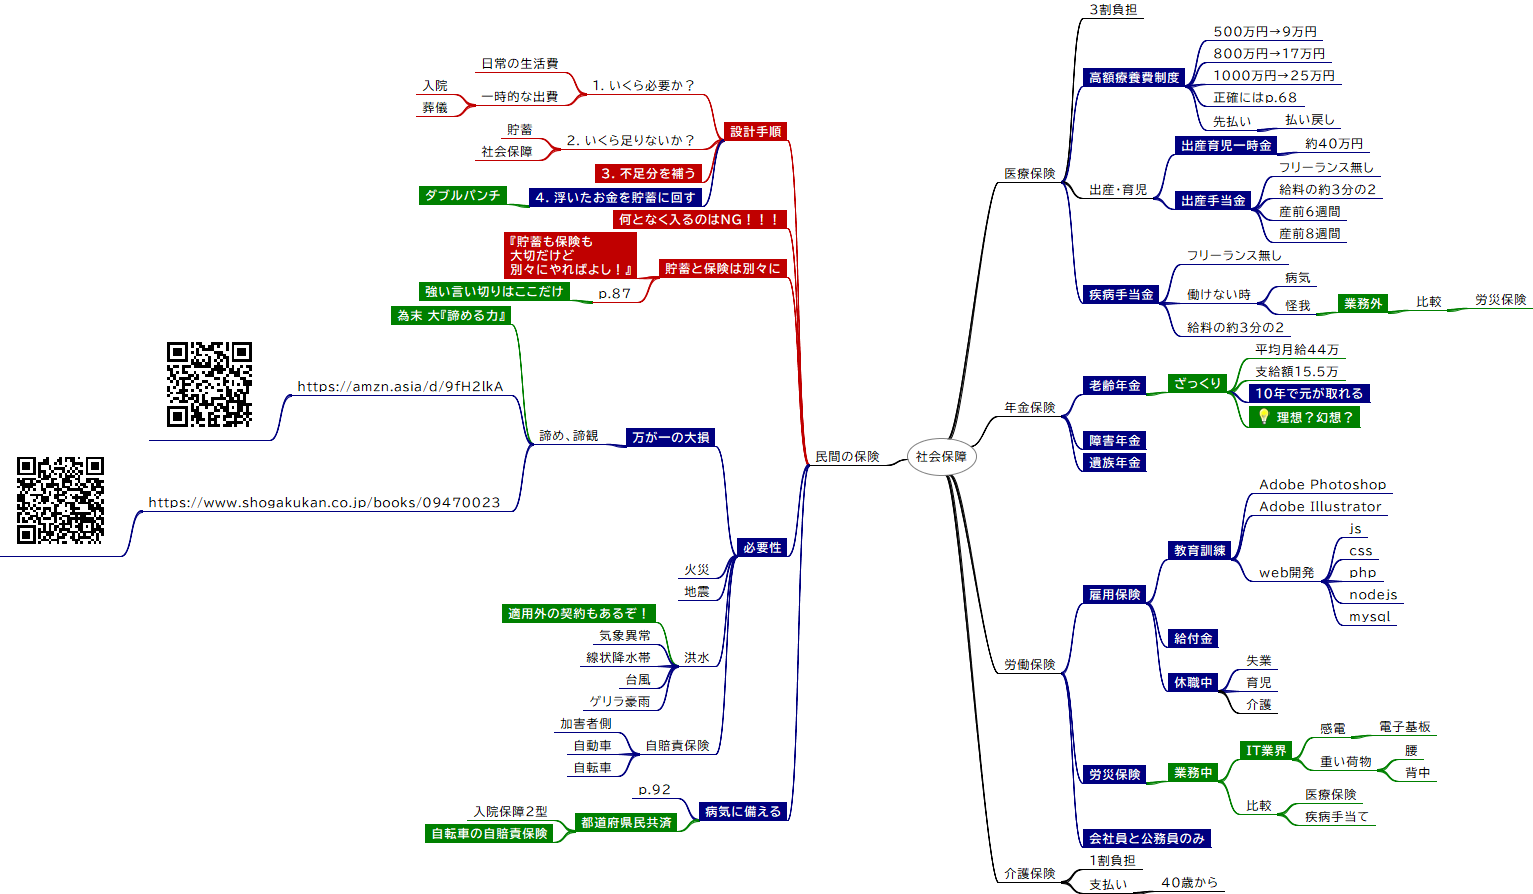 社会保障
医療保険
3割負担
高額療養費制度
500万円→9万円
800万円→17万円
1000万円→25万円
正確にはp.68
先払い
払い戻し
出産・育児
出産育児一時金
約40万円
出産手当金
フリーランス無し
給料の約3分の2
産前6週間
産前8週間
疾病手当金
フリーランス無し
働けない時
病気
怪我
業務外
比較
労災保険
給料の約3分の2
年金保険
老齢年金
ざっくり
平均月給44万
支給額15.5万
10年で元が取れる
理想？幻想？
障害年金
遺族年金
労働保険
雇用保険
教育訓練
Adobe Photoshop
Adobe Illustrator
web開発
js
css
php
nodejs
mysql
給付金
休職中
失業
育児
介護
労災保険
業務中
IT業界
感電
電子基板
重い荷物
腰
背中
比較
医療保険
疾病手当て
会社員と公務員のみ
介護保険
1割負担
支払い
40歳から
民間の保険
設計手順
1. いくら必要か？
日常の生活費
一時的な出費
入院
葬儀
2. いくら足りないか？
貯蓄
社会保障
3. 不足分を補う
4. 浮いたお金を貯蓄に回す
ダブルパンチ
何となく入るのはNG！！！
貯蓄と保険は別々に
『貯蓄も保険も
大切だけど
別々にやればよし！』
p.87
強い言い切りはここだけ
必要性
万が一の大損
諦め、諦観
為末 大『諦める力』
https://amzn.asia/d/9fH2lkA
https://www.shogakukan.co.jp/books/09470023
火災
地震
洪水
適用外の契約もあるぞ！
気象異常
線状降水帯
台風
ゲリラ豪雨
自賠責保険
加害者側
自動車
自転車
病気に備える
p.92
都道府県民共済
入院保障2型
自転車の自賠責保険